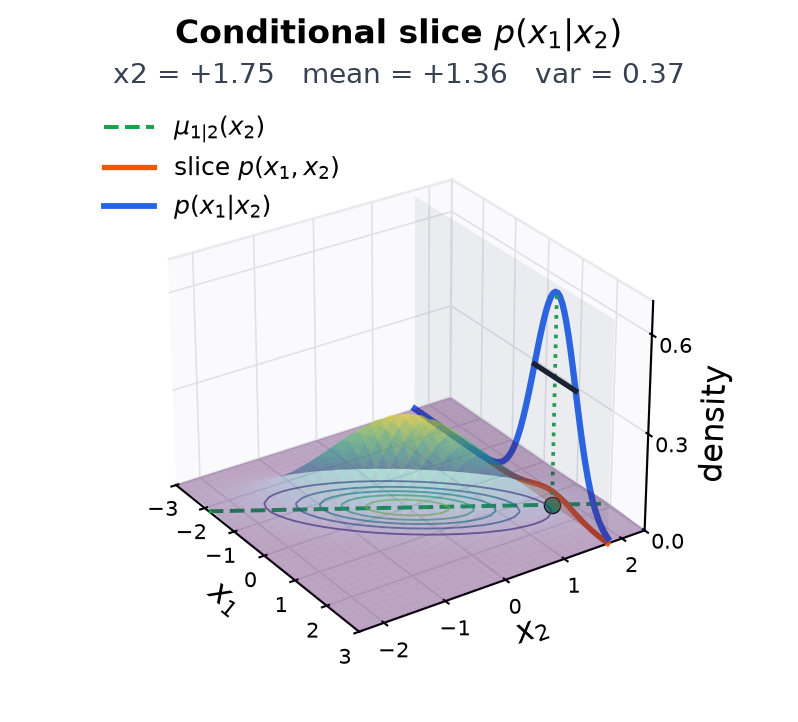 Conditional slice p(x₁|x₂)
x2 = +1.75   mean = +1.36   var = 0.37
μ₁|₂(x₂)
slice p(x₁, x₂)
p(x₁|x₂)
0.6
0.3
0.0
density
−3
−2
−1
0
1
2
3
x₁
−2
−1
0
1
2
x₂